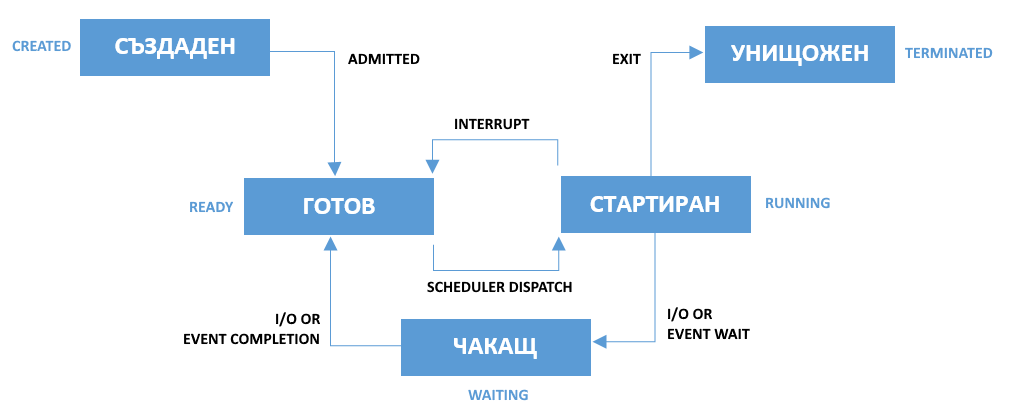 CREATED
СЪЗДАДЕН
ADMITTED
EXIT
УНИЩОЖЕН
TERMINATED
INTERRUPT
READY
ГОТОВ
СТАРТИРАН
RUNNING
SCHEDULER DISPATCH
I/O OR
EVENT COMPLETION
ЧАКАЩ
I/O OR
EVENT WAIT
WAITING